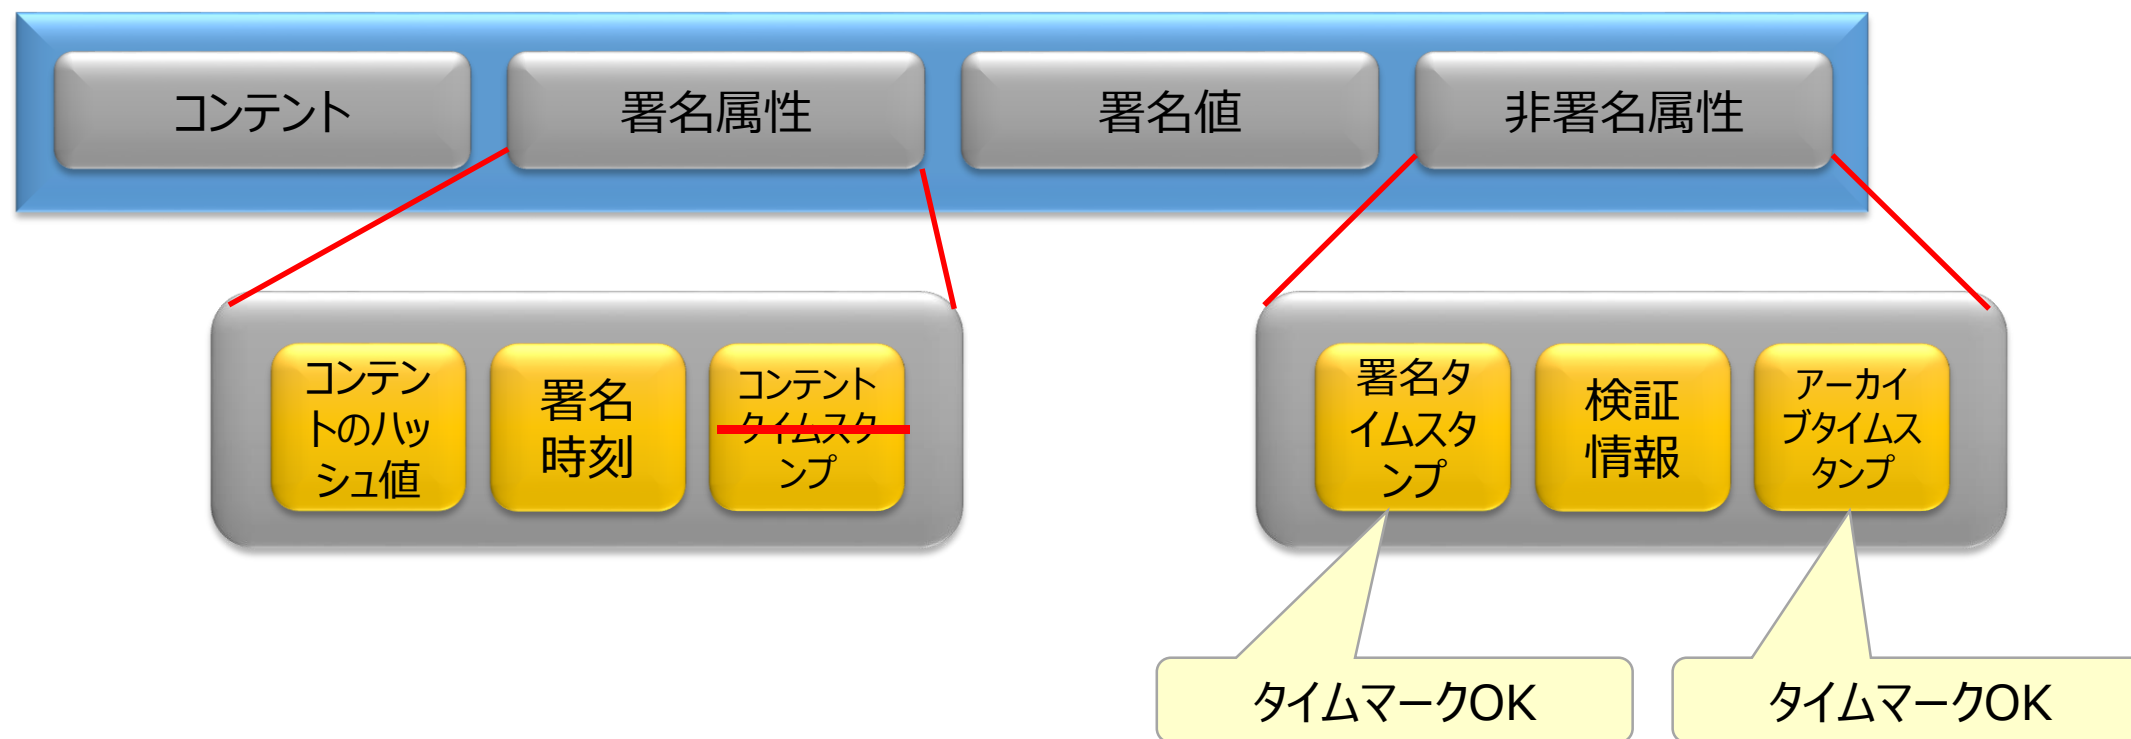 コンテント
署名属性
署名値
非署名属性
コンテン
トのハッ
シュ値
署名
時刻
コンテント
タイムスタ
ンプ
署名タ
イムスタ
ンプ
検証
情報
アーカイ
ブタイムス
タンプ
タイムマークOK
タイムマークOK